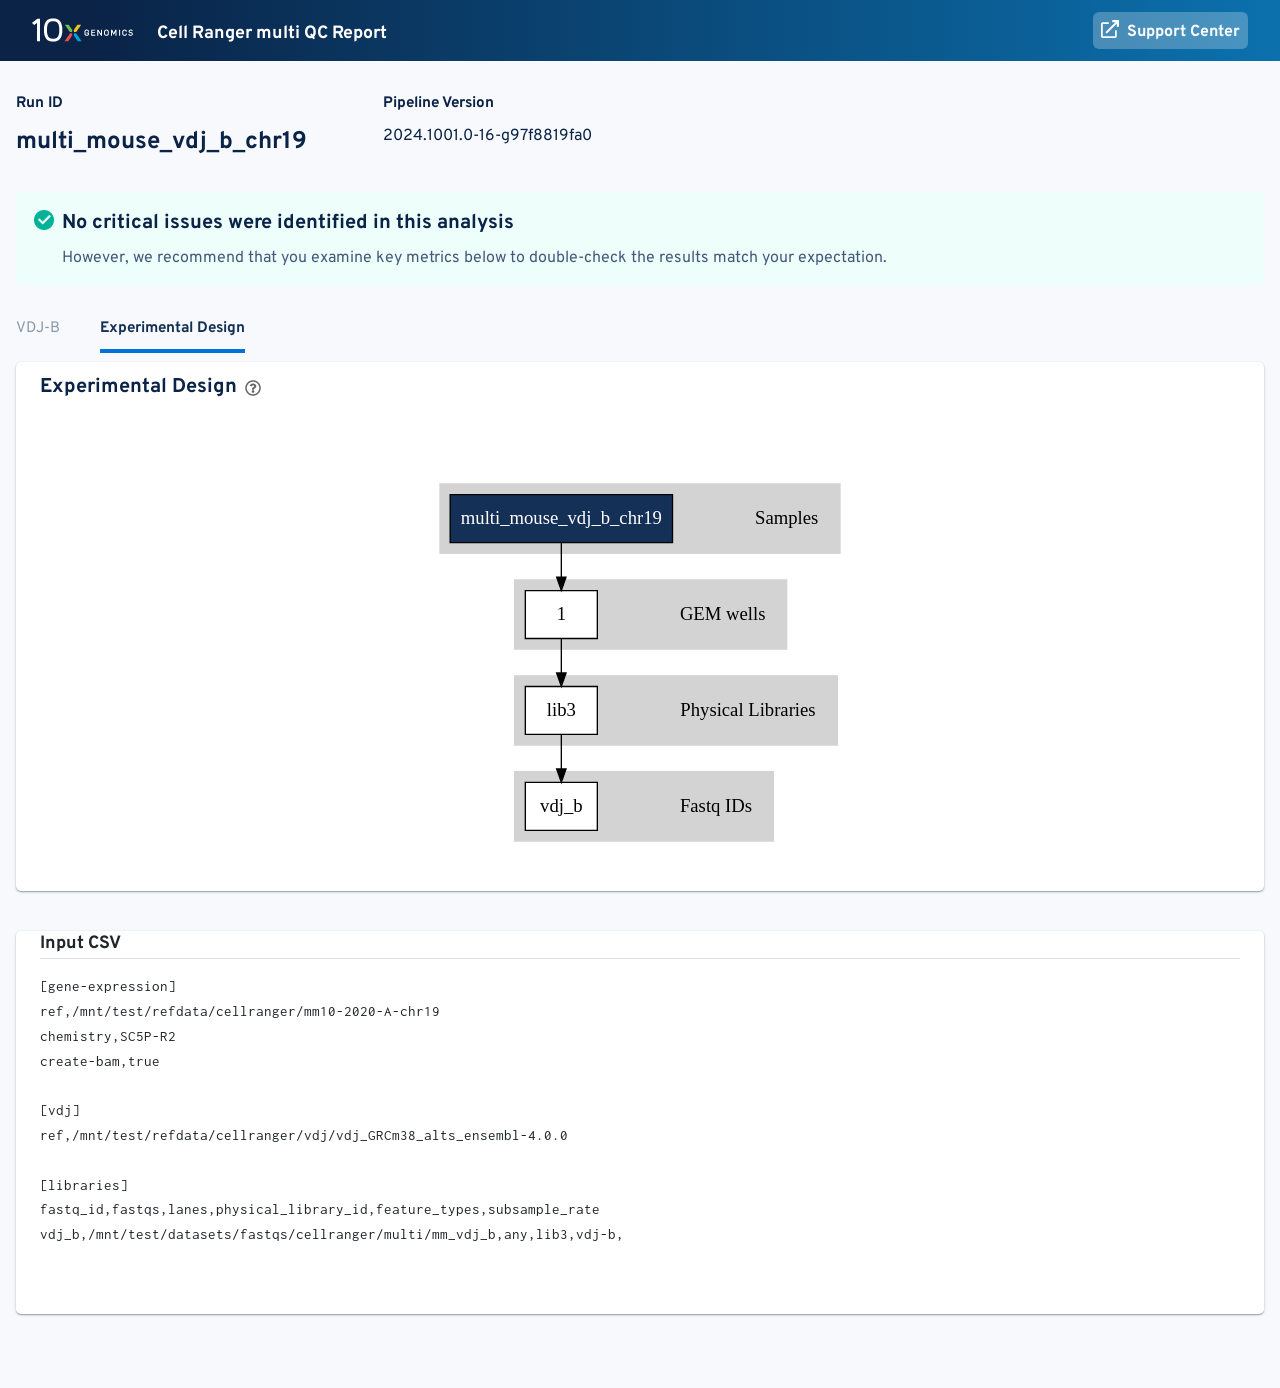 10X GENOMICS
Cell Ranger multi QC Report
Support Center
Run ID
Pipeline Version
multi_mouse_vdj_b_chr19
2024.1001.0-16-g97f8819fa0
No critical issues were identified in this analysis
However, we recommend that you examine key metrics below to double-check the results match your expectation.
VDJ-B
Experimental Design
Experimental Design ?
multi_mouse_vdj_b_chr19
Samples
1
GEM wells
lib3
Physical Libraries
vdj_b
Fastq IDs
Input CSV
[gene-expression]
ref,/mnt/test/refdata/cellranger/mm10-2020-A-chr19
chemistry,SC5P-R2
create-bam,true
[vdj]
ref,/mnt/test/refdata/cellranger/vdj/vdj_GRCm38_alts_ensembl-4.0.0
[libraries]
fastq_id,fastqs,lanes,physical_library_id,feature_types,subsample_rate
vdj_b,/mnt/test/datasets/fastqs/cellranger/multi/mm_vdj_b,any,lib3,vdj-b,